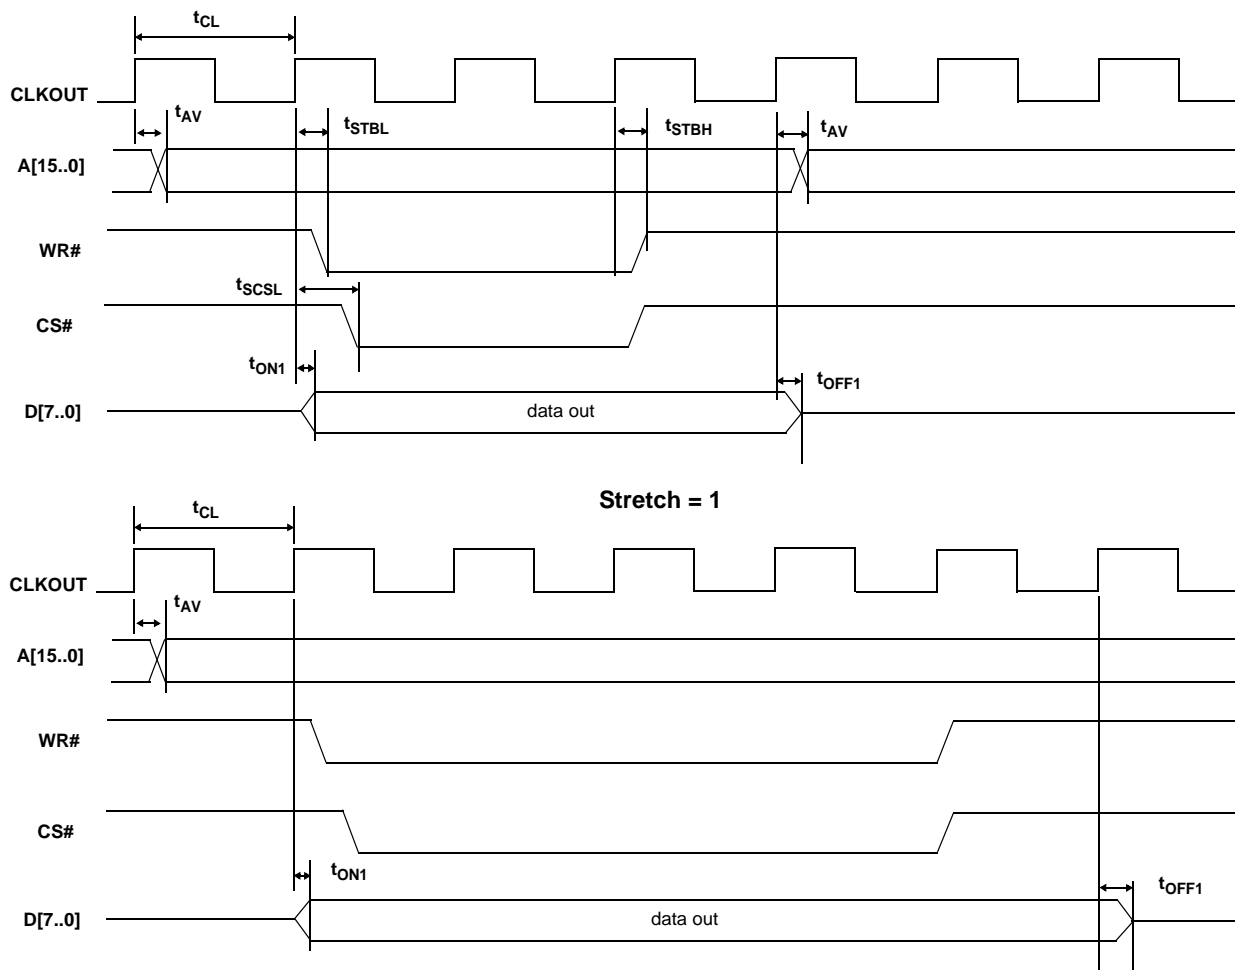 tCL
CLKOUT
tAV
tSTBL
tSTBH
tAV
A[15..0]
WR#
tSCSL
CS#
tON1
tOFF1
D[7..0]
data out
Stretch = 1
tCL
CLKOUT
tAV
A[15..0]
WR#
CS#
tON1
tOFF1
D[7..0]
data out